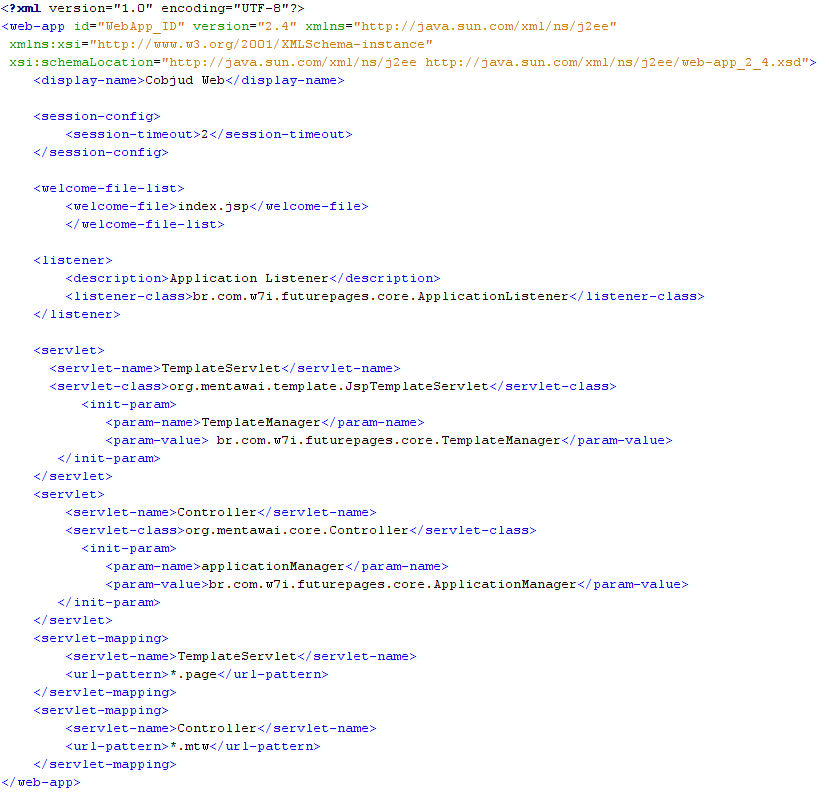 <?xml version="1.0" encoding="UTF-8"?>
<web-app id="WebApp_ID" version="2.4" xmlns="http://java.sun.com/xml/ns/j2ee"
 xmlns:xsi="http://www.w3.org/2001/XMLSchema-instance"
 xsi:schemaLocation="http://java.sun.com/xml/ns/j2ee http://java.sun.com/xml/ns/j2ee/web-app_2_4.xsd">
    <display-name>Cobjud Web</display-name>

    <session-config>
        <session-timeout>2</session-timeout>
    </session-config>

    <welcome-file-list>
        <welcome-file>index.jsp</welcome-file>
        </welcome-file-list>

    <listener>
        <description>Application Listener</description>
        <listener-class>br.com.w7i.futurepages.core.ApplicationListener</listener-class>
    </listener>

    <servlet>
      <servlet-name>TemplateServlet</servlet-name>
      <servlet-class>org.mentawai.template.JspTemplateServlet</servlet-class>
          <init-param>
             <param-name>TemplateManager</param-name>
             <param-value> br.com.w7i.futurepages.core.TemplateManager</param-value>
       </init-param>
    </servlet>
    <servlet>
        <servlet-name>Controller</servlet-name>
        <servlet-class>org.mentawai.core.Controller</servlet-class>
          <init-param>
             <param-name>applicationManager</param-name>
             <param-value>br.com.w7i.futurepages.core.ApplicationManager</param-value>
       </init-param>
    </servlet>
    <servlet-mapping>
        <servlet-name>TemplateServlet</servlet-name>
        <url-pattern>*.page</url-pattern>
    </servlet-mapping>
    <servlet-mapping>
        <servlet-name>Controller</servlet-name>
        <url-pattern>*.mtw</url-pattern>
    </servlet-mapping>
</web-app>